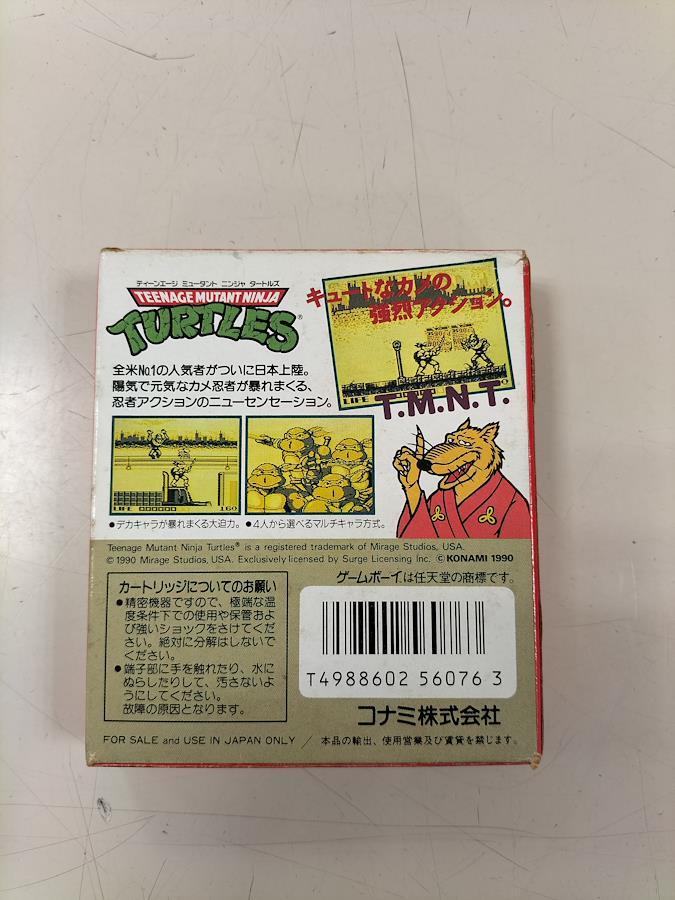 ティーンエージ ミュータント ニンジャ タートルズ
TEENAGE MUTANT NINJA
TURTLES®
全米No.1の人気者がついに日本上陸。
陽気で元気なカメ忍者が暴れまくる、
忍者アクションのニューセンセーション。
キュートなカメの
強烈アクション。
LIFE
0
T.M.N.T.
LIFE
160
●デカキャラが暴れまくる大迫力。
●4人から選べるマルチキャラ方式。
Teenage Mutant Ninja Turtles® is a registered trademark of Mirage Studios, USA.
© 1990 Mirage Studios, USA. Exclusively licensed by Surge Licensing Inc. © KONAMI 1990
カートリッジについてのお願い
●精密機器ですので、極端な温
度条件下での使用や保管およ
び強いショックをさけてくだ
さい。絶対に分解はしないで
ください。
●端子部に手を触れたり、水に
ぬらしたりして、汚さないよ
うにしてください。
故障の原因となります。
ゲームボーイは任天堂の商標です。
T4988602 56076 3
コナミ株式会社
FOR SALE and USE IN JAPAN ONLY / 本品の輸出、使用営業及び賃貸を禁じます。